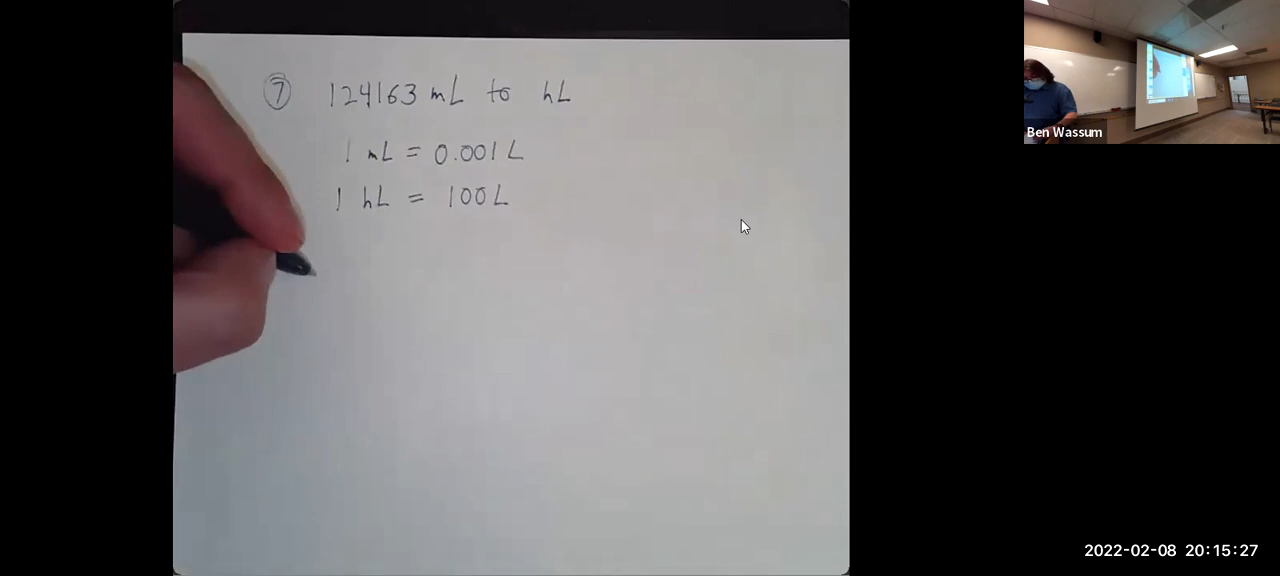 ⑦ 124163 mL to hL
1 mL = 0.001 L
1 hL = 100 L
Ben Wassum
2022-02-08 20:15:27